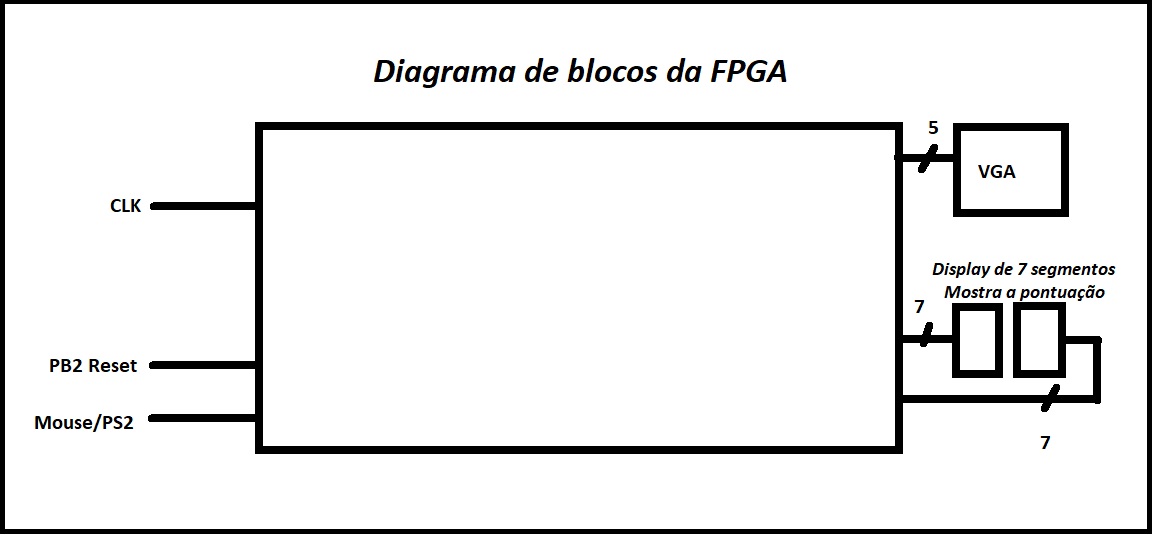 Diagrama de blocos da FPGA
5
VGA
CLK
Display de 7 segmentos
Mostra a pontuação
7
PB2 Reset
Mouse/PS2
7